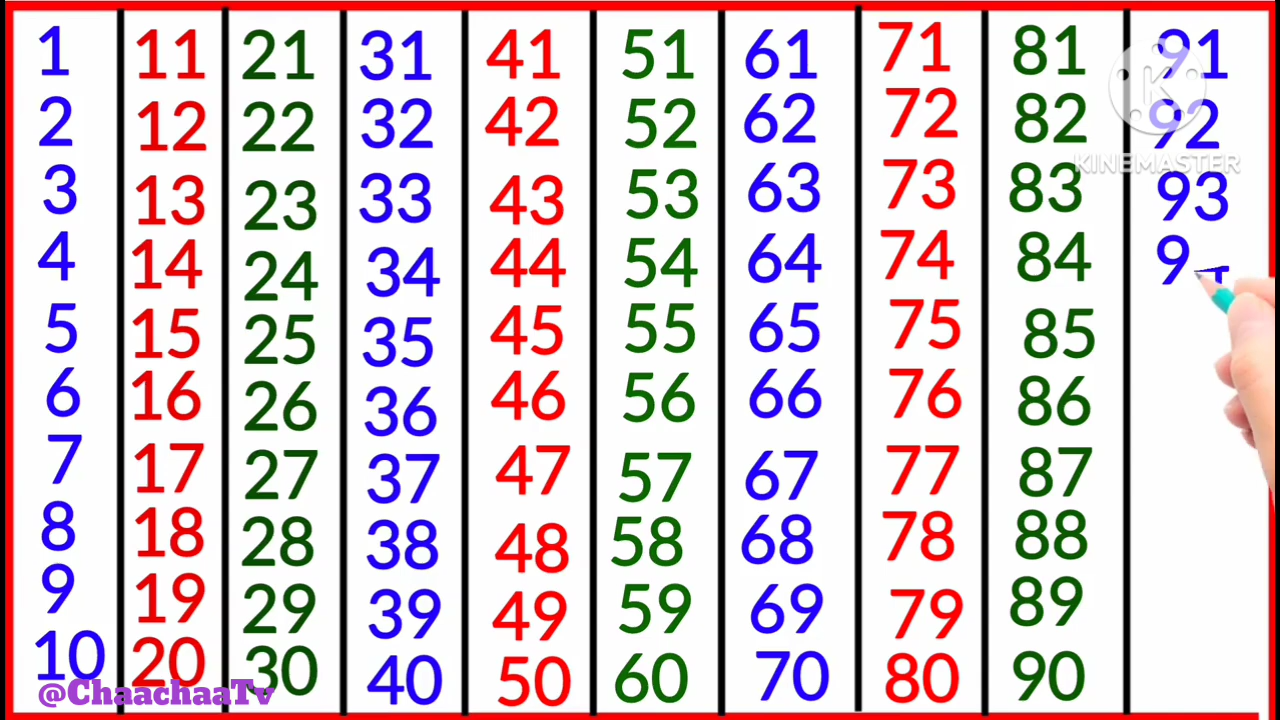 1 11 21 31 41 51 61 71 81 91
2 12 22 32 42 52 62 72 82 92
3 13 23 33 43 53 63 73 83 93
4 14 24 34 44 54 64 74 84 9
5 15 25 35 45 55 65 75 85
6 16 26 36 46 56 66 76 86
7 17 27 37 47 57 67 77 87
8 18 28 38 48 58 68 78 88
9 19 29 39 49 59 69 79 89
10 20 30 40 50 60 70 80 90
K
KINEMASTER
@ChaachaaTv